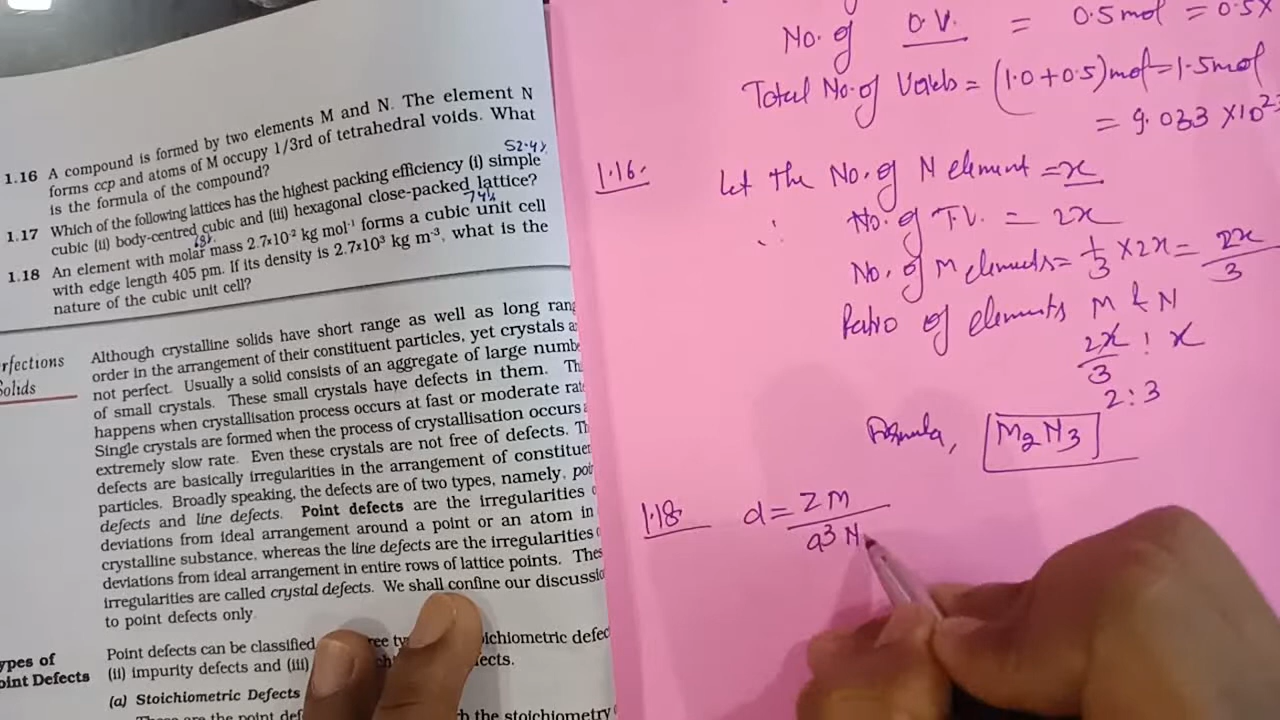 1.16 A compound is formed by two elements M and N. The element N
forms ccp and atoms of M occupy 1/3rd of tetrahedral voids. What
is the formula of the compound?
52.4%
1.17 Which of the following lattices has the highest packing efficiency (i) simple
cubic (ii) body-centred cubic and (iii) hexagonal close-packed lattice?
68%
74%
1.18 An element with molar mass 2.7×10⁻² kg mol⁻¹ forms a cubic unit cell
with edge length 405 pm. If its density is 2.7×10³ kg m⁻³, what is the
nature of the cubic unit cell?
rfections
Solids
Although crystalline solids have short range as well as long rang
order in the arrangement of their constituent particles, yet crystals a
not perfect. Usually a solid consists of an aggregate of large numbe
of small crystals. These small crystals have defects in them. Th
happens when crystallisation process occurs at fast or moderate rat
Single crystals are formed when the process of crystallisation occurs
extremely slow rate. Even these crystals are not free of defects. Th
defects are basically irregularities in the arrangement of constituen
particles. Broadly speaking, the defects are of two types, namely, poi
defects and line defects. Point defects are the irregularities o
deviations from ideal arrangement around a point or an atom in
crystalline substance, whereas the line defects are the irregularities
deviations from ideal arrangement in entire rows of lattice points. Thes
irregularities are called crystal defects. We shall confine our discussio
to point defects only.
ypes of
oint Defects
Point defects can be classified ree ty oichiometric defec
(ii) impurity defects and (iii) ects.
(a) Stoichiometric Defects
the stoichiometry
No. of O.V. = 0.5 mol = 0.5×
Total No. of Voids = (1.0+0.5) mol = 1.5 mol
= 9.033 ×10²³
1.16. Let the No. of N element = x
∴ No. of T.V. = 2x
No. of M elements = 1/3 × 2x = 2x/3
Ratio of elements M & N
2x/3 : x
2:3
Formula, M₂N₃
1.18. d = ZM/a³N